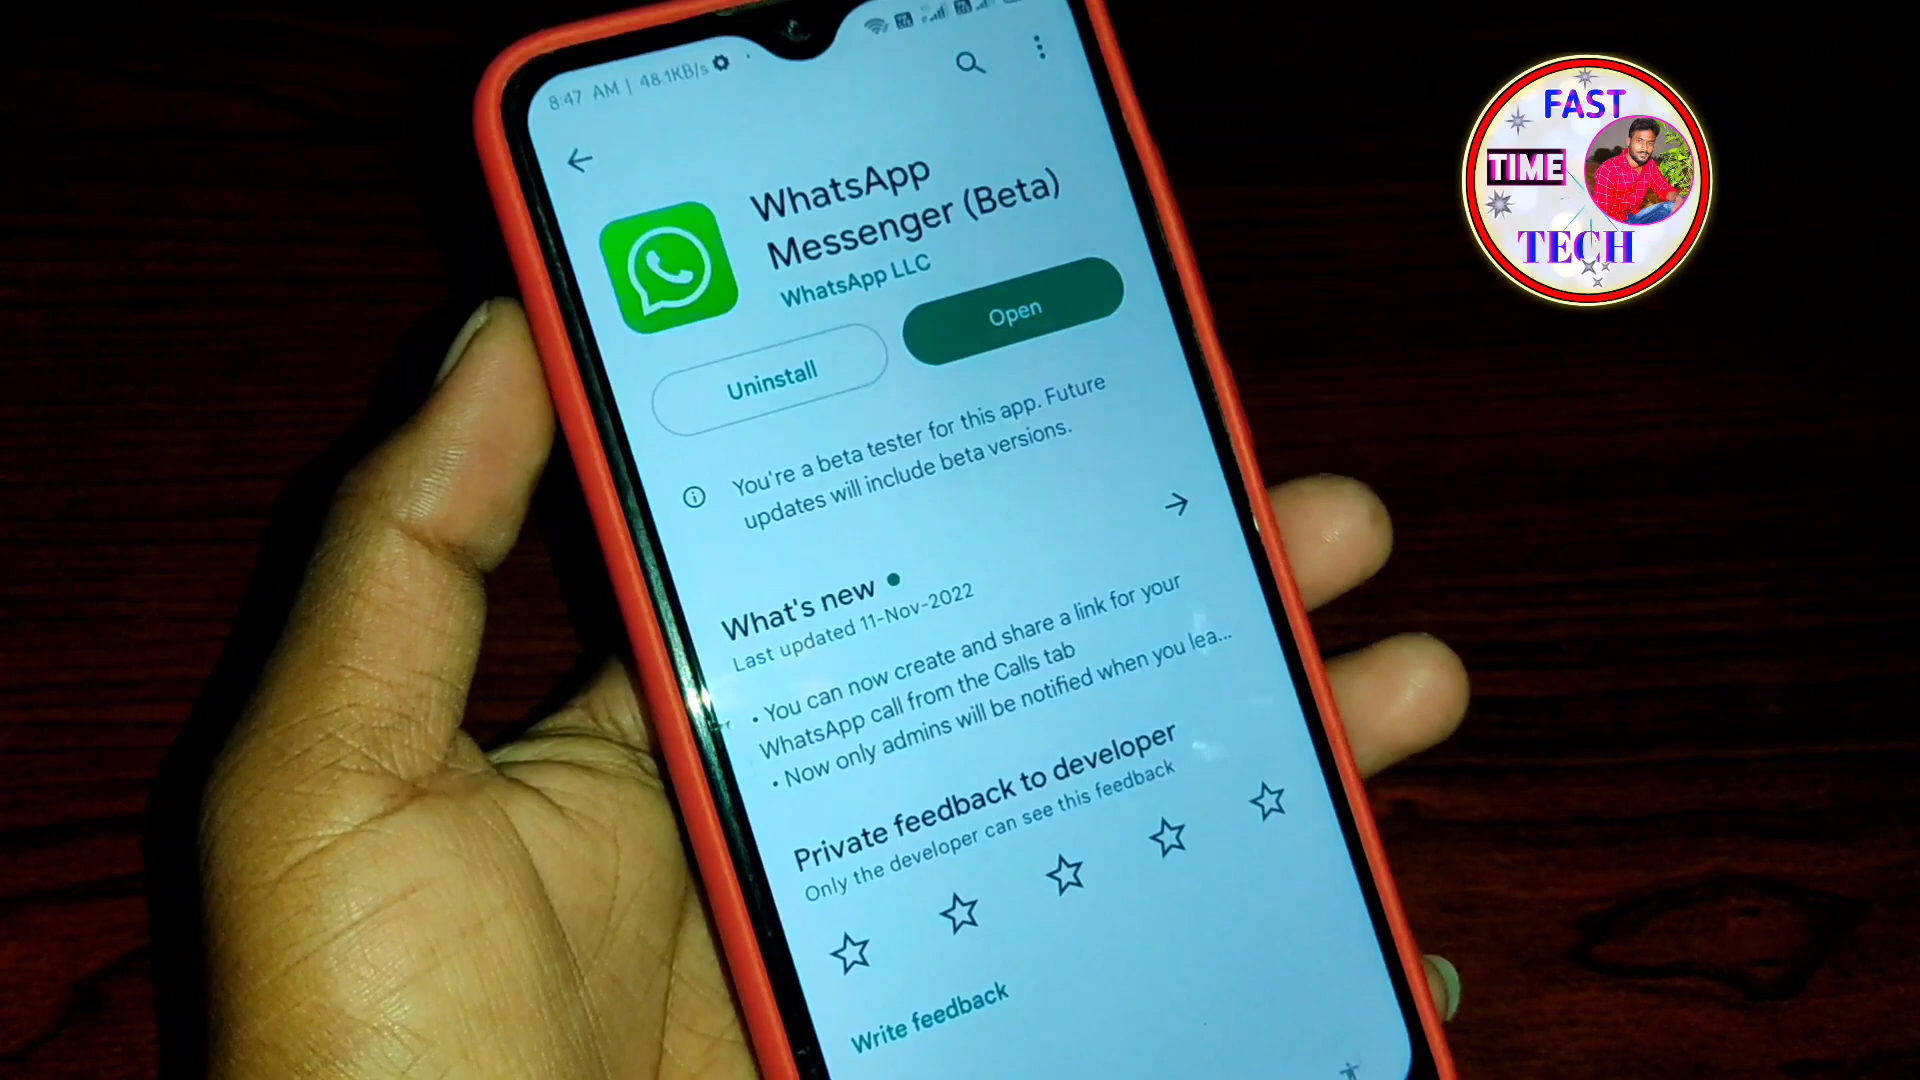 8:47 AM | 48.1KB/s
WhatsApp
Messenger (Beta)
WhatsApp LLC
Uninstall
Open
You're a beta tester for this app. Future
updates will include beta versions.
What's new
Last updated 11-Nov-2022
• You can now create and share a link for your
WhatsApp call from the Calls tab
• Now only admins will be notified when you lea...
Private feedback to developer
Only the developer can see this feedback
Write feedback
FAST
TIME
TECH